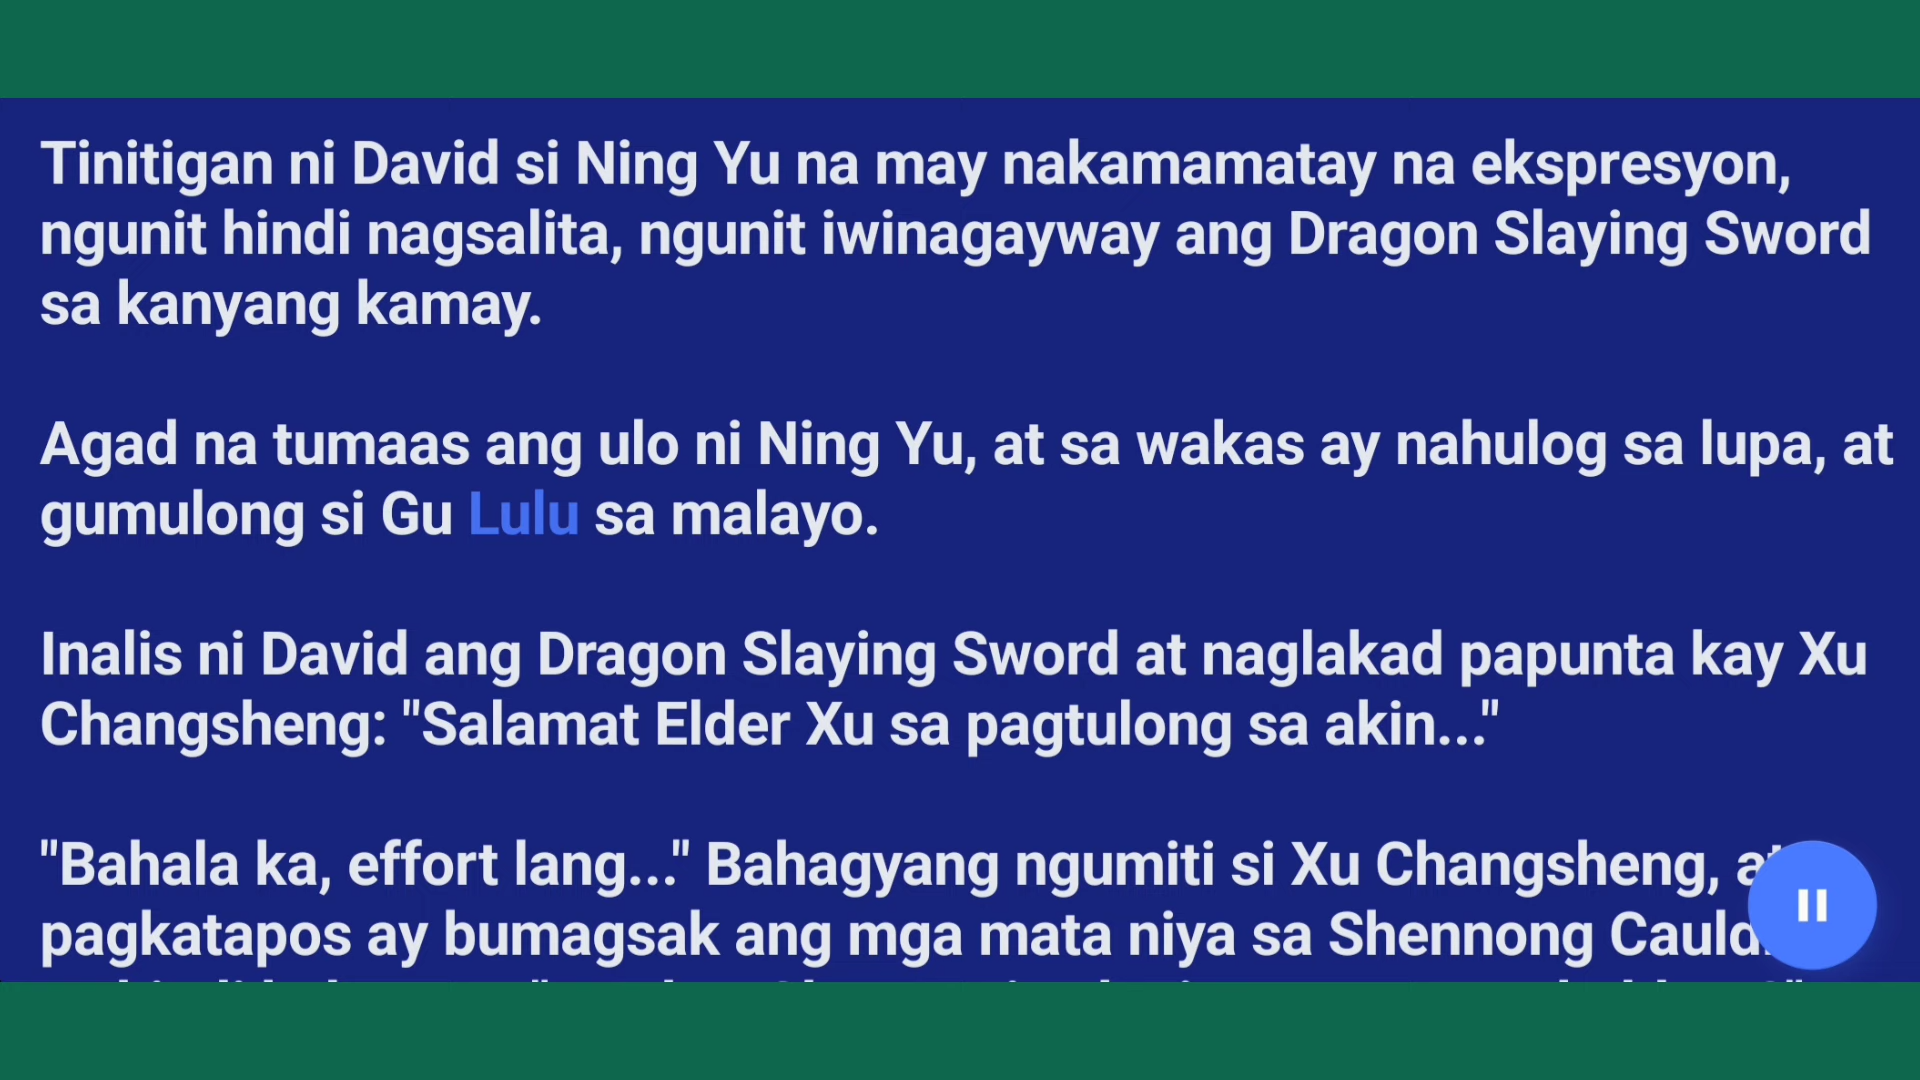 Tinitigan ni David si Ning Yu na may nakamamatay na ekspresyon,
ngunit hindi nagsalita, ngunit iwinagayway ang Dragon Slaying Sword
sa kanyang kamay.
Agad na tumaas ang ulo ni Ning Yu, at sa wakas ay nahulog sa lupa, at
gumulong si Gu Lulu sa malayo.
Inalis ni David ang Dragon Slaying Sword at naglakad papunta kay Xu
Changsheng: "Salamat Elder Xu sa pagtulong sa akin..."
"Bahala ka, effort lang..." Bahagyang ngumiti si Xu Changsheng,
pagkatapos ay bumagsak ang mga mata niya sa Shennong